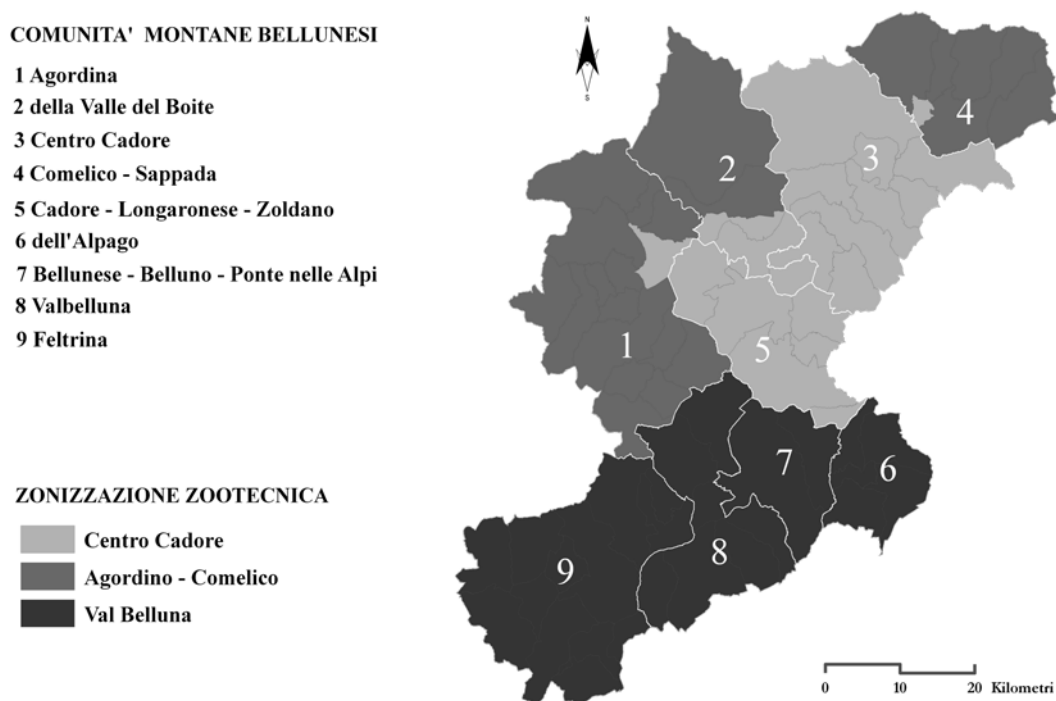 COMUNITA' MONTANE BELLUNESI
1 Agordina
2 della Valle del Boite
3 Centro Cadore
4 Comelico - Sappada
5 Cadore - Longaronese - Zoldano
6 dell'Alpago
7 Bellunese - Belluno - Ponte nelle Alpi
8 Valbelluna
9 Feltrina
ZONIZZAZIONE ZOOTECNICA
Centro Cadore
Agordino - Comelico
Val Belluna
N
S
4
3
2
1
5
7
6
8
9
0 10 20 Kilometri